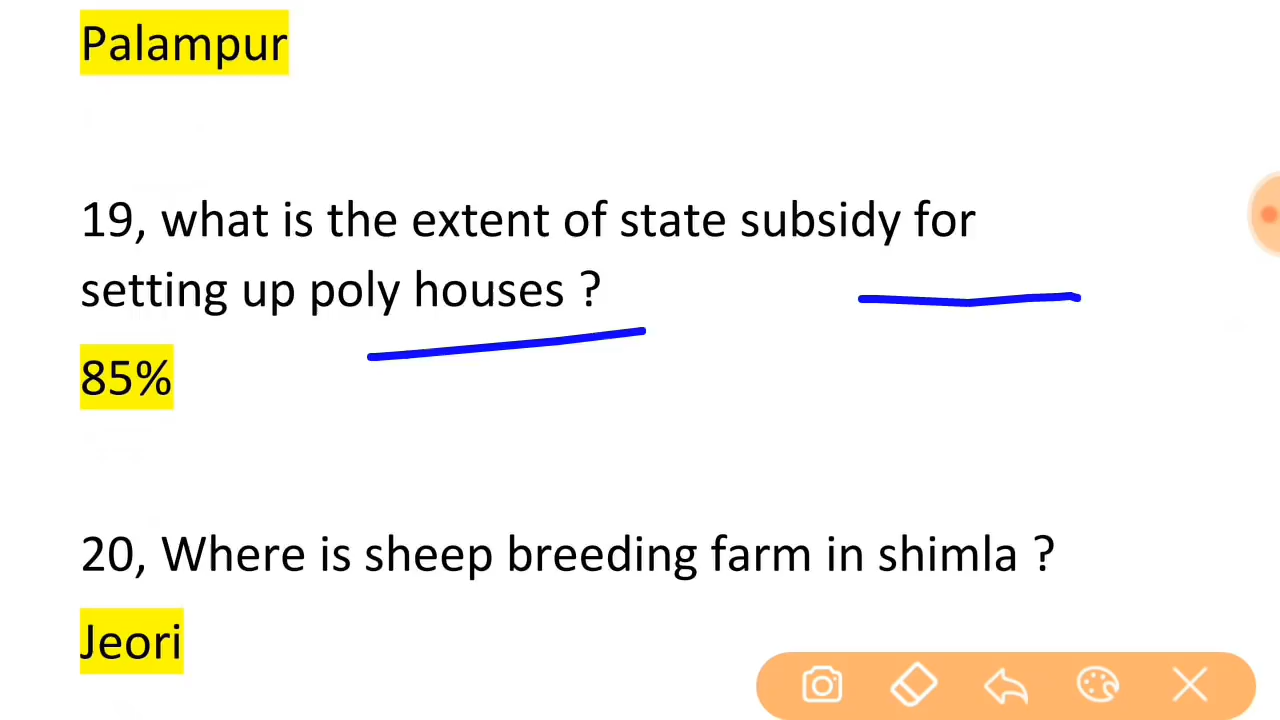 Palampur
19, what is the extent of state subsidy for
setting up poly houses ?
85%
20, Where is sheep breeding farm in shimla ?
Jeori